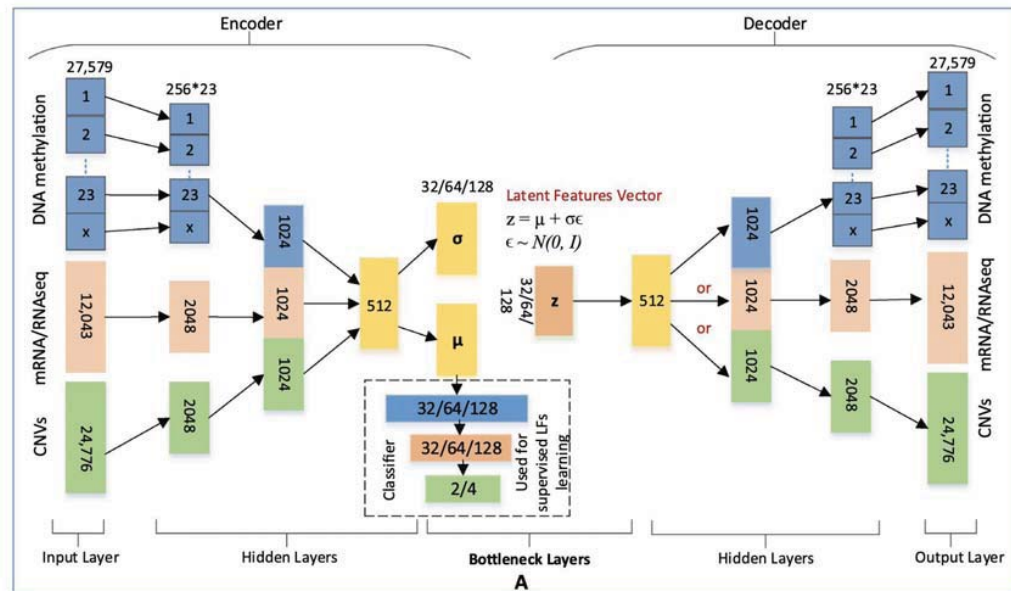 Encoder
Decoder
27,579
256*23
1
2
23
x
1
2
23
x
DNA methylation
mRNA/RNAseq
CNVs
12,043
24,776
2048
2048
1024
1024
1024
512
32/64/128
σ
μ
Classifier
32/64/128
32/64/128
2/4
Used for
supervised LFs
learning
Latent Features Vector
z = μ + σϵ
ϵ ~ N(0, I)
32/64/
128
z
512
or
or
1024
1024
1024
256*23
1
2
23
x
2048
2048
27,579
1
2
23
x
12,043
24,776
DNA methylation
mRNA/RNAseq
CNVs
Input Layer
Hidden Layers
Bottleneck Layers
Hidden Layers
Output Layer
A